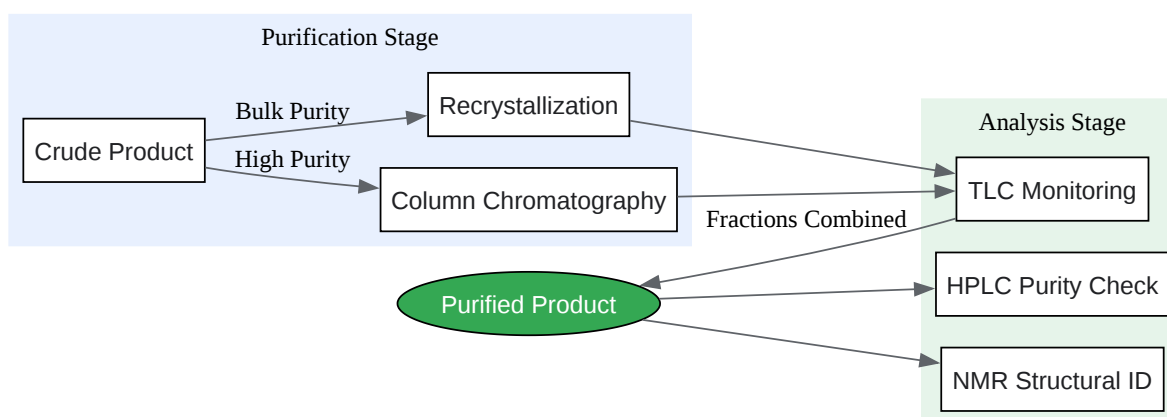 Purification Stage
Crude Product
Bulk Purity
High Purity
Recrystallization
Column Chromatography
Analysis Stage
TLC Monitoring
Fractions Combined
Purified Product
HPLC Purity Check
NMR Structural ID